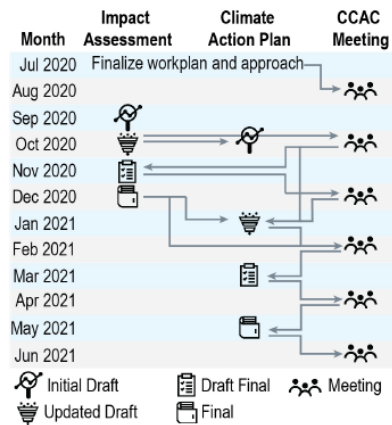 Month Impact Assessment Climate Action Plan CCAC Meeting
Jul 2020 Finalize workplan and approach
Aug 2020
Sep 2020
Oct 2020
Nov 2020
Dec 2020
Jan 2021
Feb 2021
Mar 2021
Apr 2021
May 2021
Jun 2021
Initial Draft Draft Final Meeting
Updated Draft Final